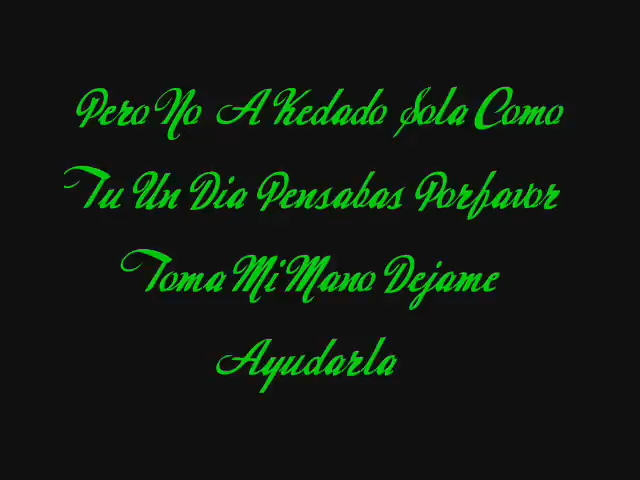 Pero No A Kedado Sola Como
Tu Un Dia Pensabas Porfavor
Toma Mi Mano Dejame
Ayudarla